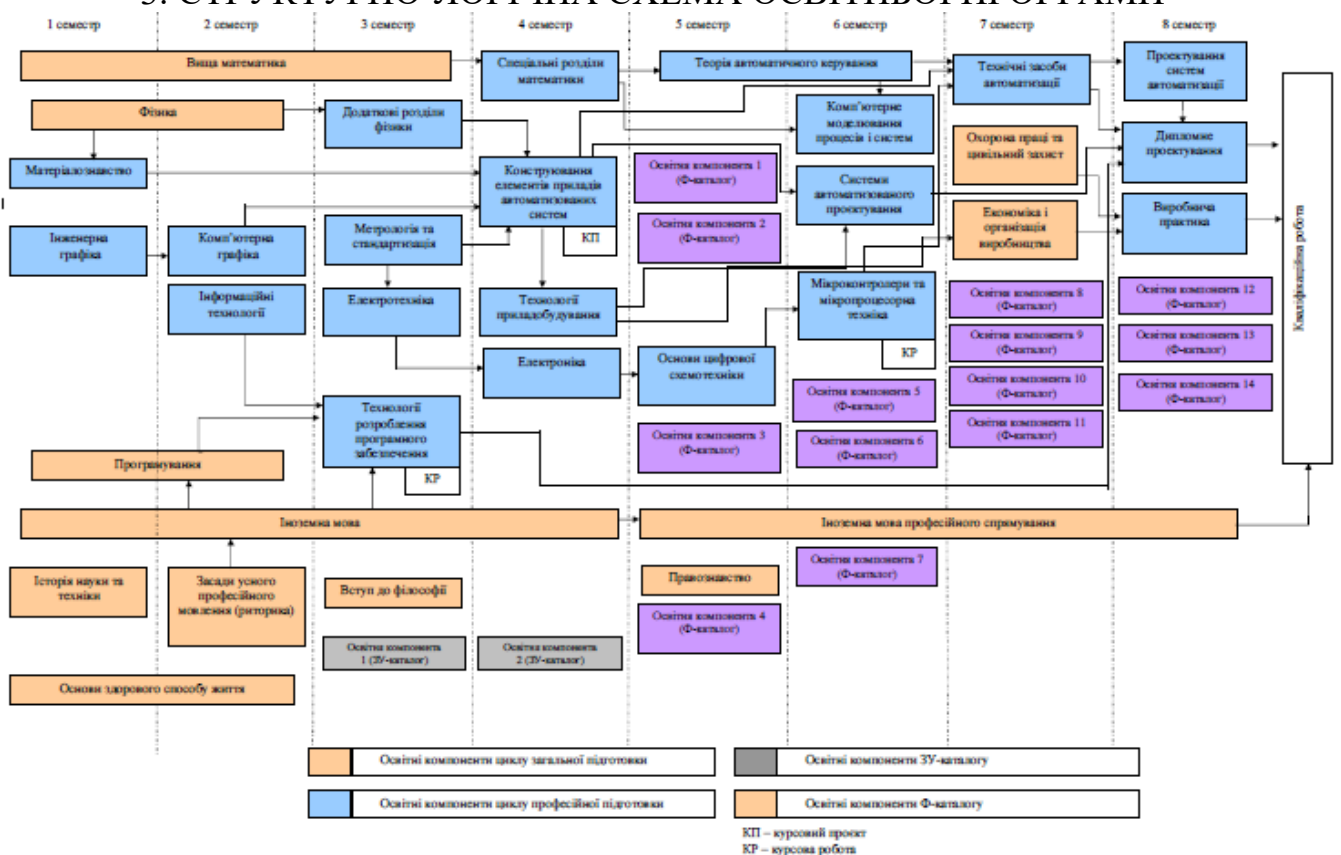 3. СТРУКТУРНО-ЛОГІЧНА СХЕМА ОСВІТНЬОЇ ПРОГРАМИ
1 семестр
2 семестр
3 семестр
4 семестр
5 семестр
6 семестр
7 семестр
8 семестр
Вища математика
Спеціальні розділи
математики
Теорія автоматичного керування
Технічні засоби
автоматизації
Проектування
систем
автоматизації
Фізика
Додаткові розділи
фізики
Комп'ютерне
моделювання
процесів і систем
Охорона праці та
цивільний захист
Дипломне
проектування
Матеріалознавство
Конструювання
елементів приладів
автоматизованих
систем
КП
Освітня компонента 1
(Ф-каталог)
Системи
автоматизованого
проєктування
Освітня компонента 2
(Ф-каталог)
Економіка і
організація
виробництва
Виробнича
практика
Інженерна
графіка
Комп'ютерна
графіка
Метрологія та
стандартизація
Інформаційні
технології
Електротехніка
Технології
приладобудування
Мікроконтролери та
мікропроцесорна
техніка
КР
Освітня компонента 8
(Ф-каталог)
Освітня компонента 12
(Ф-каталог)
Освітня компонента 9
(Ф-каталог)
Освітня компонента 13
(Ф-каталог)
Електроніка
Основи цифрової
схемотехніки
Освітня компонента 10
(Ф-каталог)
Освітня компонента 14
(Ф-каталог)
Освітня компонента 5
(Ф-каталог)
Освітня компонента 11
(Ф-каталог)
Технології
розроблення
програмного
забезпечення
КР
Освітня компонента 3
(Ф-каталог)
Освітня компонента 6
(Ф-каталог)
Програмування
Кваліфікаційна робота
Іноземна мова
Іноземна мова професійного спрямування
Історія науки та
техніки
Засади усного
професійного
мовлення (риторика)
Вступ до філософії
Правознавство
Освітня компонента 7
(Ф-каталог)
Освітня компонента 4
(Ф-каталог)
Освітня компонента
1 (ЗУ-каталог)
Освітня компонента
2 (ЗУ-каталог)
Основи здорового способу життя
Освітні компоненти циклу загальної підготовки
Освітні компоненти ЗУ-каталогу
Освітні компоненти циклу професійної підготовки
Освітні компоненти Ф-каталогу
КП – курсовий проєкт
КР – курсова робота